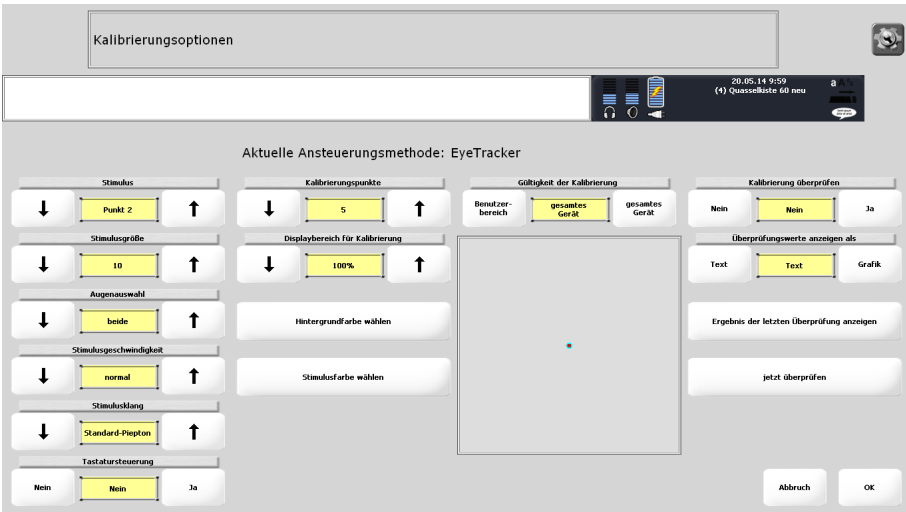 Kalibrierungsoptionen
20.05.14 9:59
(4) Quasselkiste 60 neu
a
Aktuelle Ansteuerungsmethode: EyeTracker
Stimulus
↓ Punkt 2 ↑
Stimulusgröße
↓ 10 ↑
Augenauswahl
↓ beide ↑
Stimulusgeschwindigkeit
↓ normal ↑
Stimulusklang
↓ Standard-Piepton ↑
Tastatursteuerung
Nein Nein Ja
Kalibrierungspunkte
↓ 5 ↑
Displaybereich für Kalibrierung
↓ 100% ↑
Hintergrundfarbe wählen
Stimulusfarbe wählen
Gültigkeit der Kalibrierung
Benutzer-
bereich
gesamtes
Gerät
gesamtes
Gerät
Kalibrierung überprüfen
Nein Nein Ja
Überprüfungswerte anzeigen als
Text Text Grafik
Ergebnis der letzten Überprüfung anzeigen
jetzt überprüfen
Abbruch OK